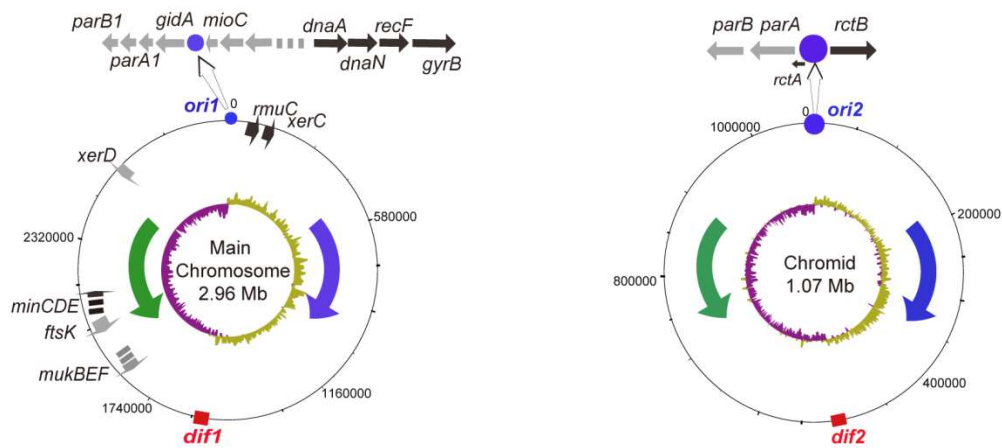 parB1
gidA
mioC
dnaA
recF
parA1
dnaN
gyrB
ori1
0
rmuC
xerC
xerD
580000
2320000
Main
Chromosome
2.96 Mb
minCDE
ftsK
mukBEF
1740000
1160000
dif1
parB
parA
rctB
rctA
0
ori2
1000000
200000
800000
Chromid
1.07 Mb
400000
dif2